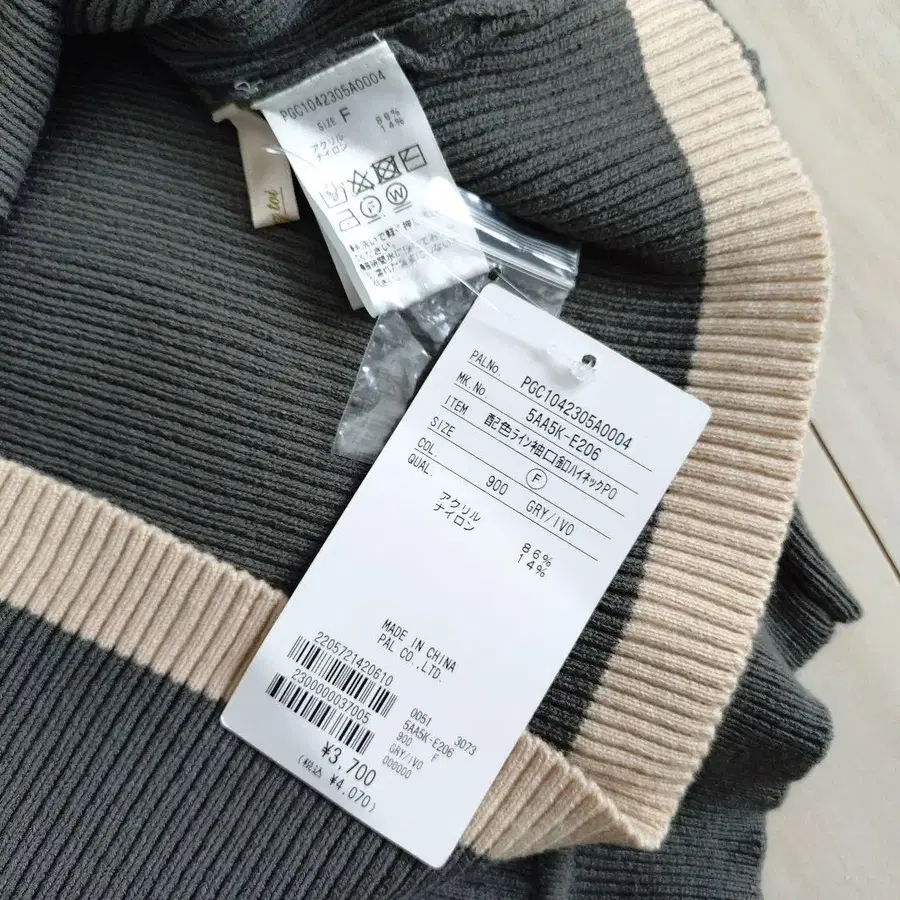 PGC1042305A0004
SIZE F
アクリル 86%
ナイロン 14%
F
W
PALNo. PGC1042305A0004
MK.No. 5AA5K-E206
ITEM 配色ライン袖口釦ハイネックPO
SIZE F
COL. 900 GRY/IVO
QUAL.
アクリル 86%
ナイロン 14%
MADE IN CHINA
PAL CO.,LTD.
2205721420610
2300000037005
0051 3073
5AA5K-E206
900 F
GRY/IVO
000000
¥3,700
(税込 ¥4,070)